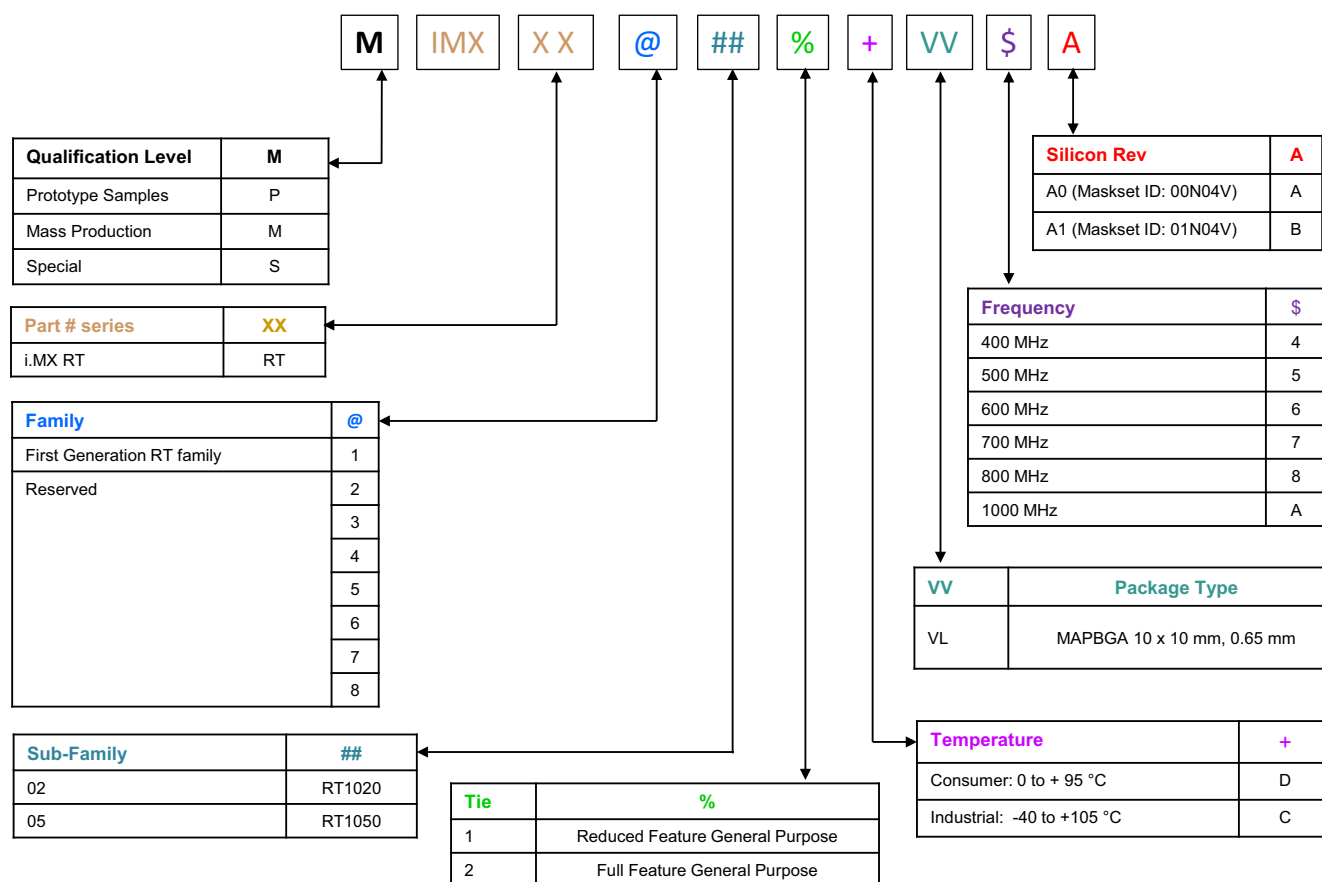 M IMX X X @ ## % + VV $ A
Qualification Level M
Prototype Samples P
Mass Production M
Special S
Part # series XX
i.MX RT RT
Family @
First Generation RT family 1
Reserved 2
3
4
5
6
7
8
Sub-Family ##
02 RT1020
05 RT1050
Tie %
1 Reduced Feature General Purpose
2 Full Feature General Purpose
Silicon Rev A
A0 (Maskset ID: 00N04V) A
A1 (Maskset ID: 01N04V) B
Frequency $
400 MHz 4
500 MHz 5
600 MHz 6
700 MHz 7
800 MHz 8
1000 MHz A
VV Package Type
VL MAPBGA 10 x 10 mm, 0.65 mm
Temperature +
Consumer: 0 to + 95 °C D
Industrial: -40 to +105 °C C